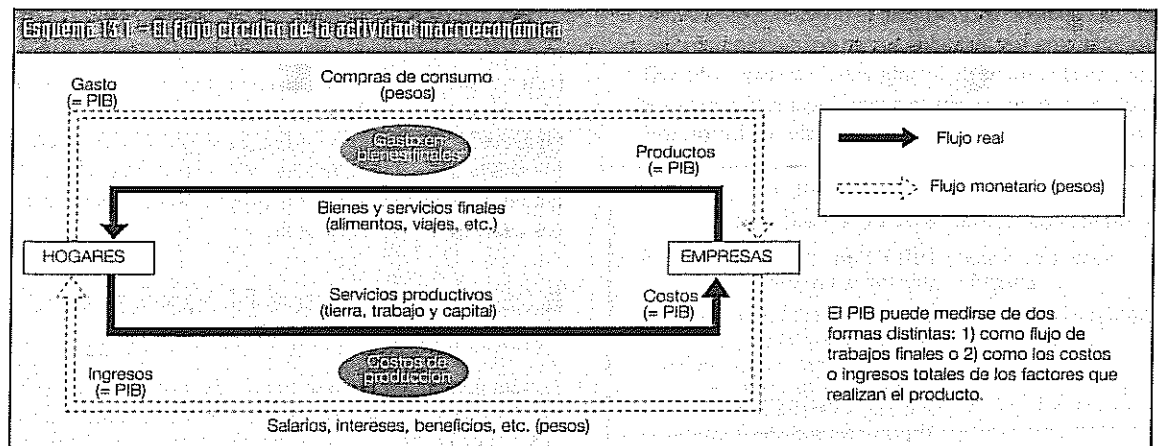 Esquema 13.1 – El flujo circular de la actividad macroeconómica
Gasto
(= PIB)
Compras de consumo
(pesos)
Gasto en
bienes finales
Productos
(= PIB)
Flujo real
Flujo monetario (pesos)
Bienes y servicios finales
(alimentos, viajes, etc.)
HOGARES
EMPRESAS
Servicios productivos
(tierra, trabajo y capital)
Costos
(= PIB)
El PIB puede medirse de dos
formas distintas: 1) como flujo de
trabajos finales o 2) como los costos
o ingresos totales de los factores que
realizan el producto.
Ingresos
(= PIB)
Costos de
producción
Salarios, intereses, beneficios, etc. (pesos)